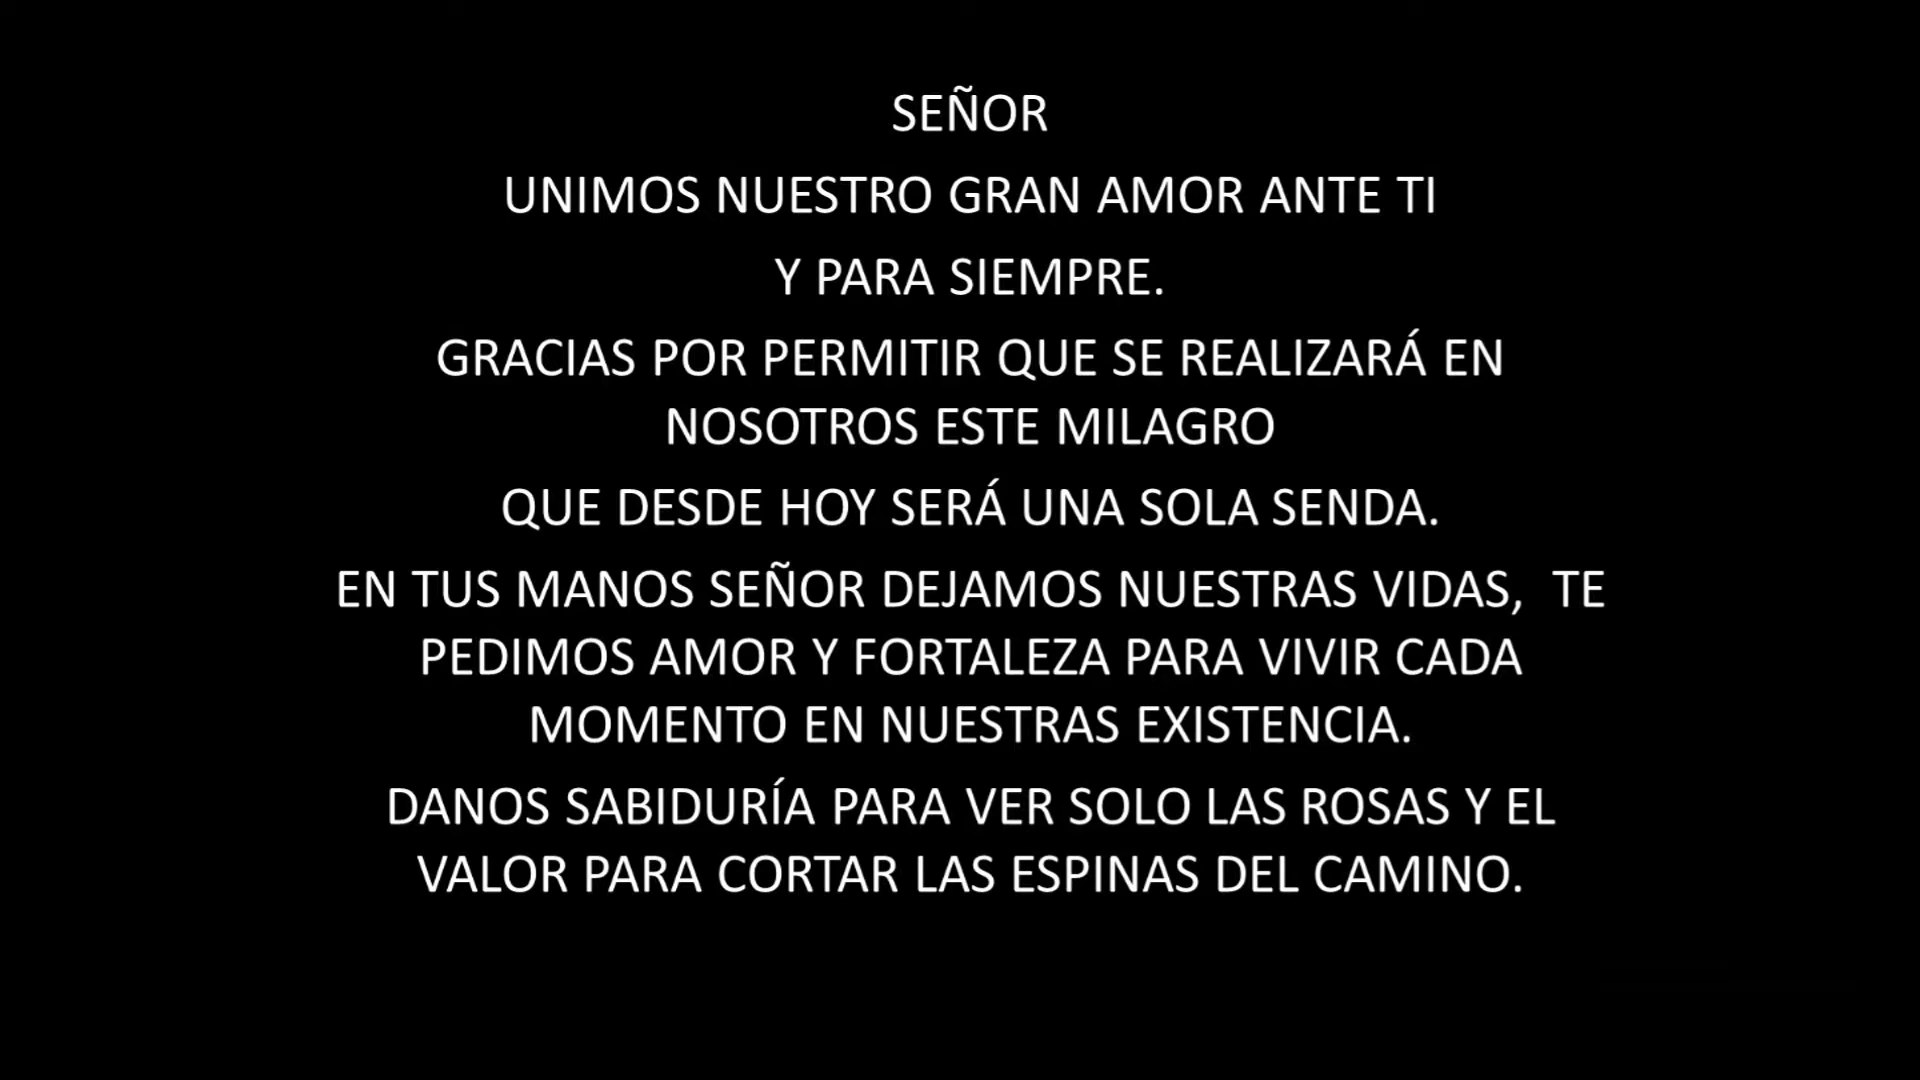 SEÑOR
UNIMOS NUESTRO GRAN AMOR ANTE TI
Y PARA SIEMPRE.
GRACIAS POR PERMITIR QUE SE REALIZARÁ EN
NOSOTROS ESTE MILAGRO
QUE DESDE HOY SERÁ UNA SOLA SENDA.
EN TUS MANOS SEÑOR DEJAMOS NUESTRAS VIDAS,  TE
PEDIMOS AMOR Y FORTALEZA PARA VIVIR CADA
MOMENTO EN NUESTRAS EXISTENCIA.
DANOS SABIDURÍA PARA VER SOLO LAS ROSAS Y EL
VALOR PARA CORTAR LAS ESPINAS DEL CAMINO.